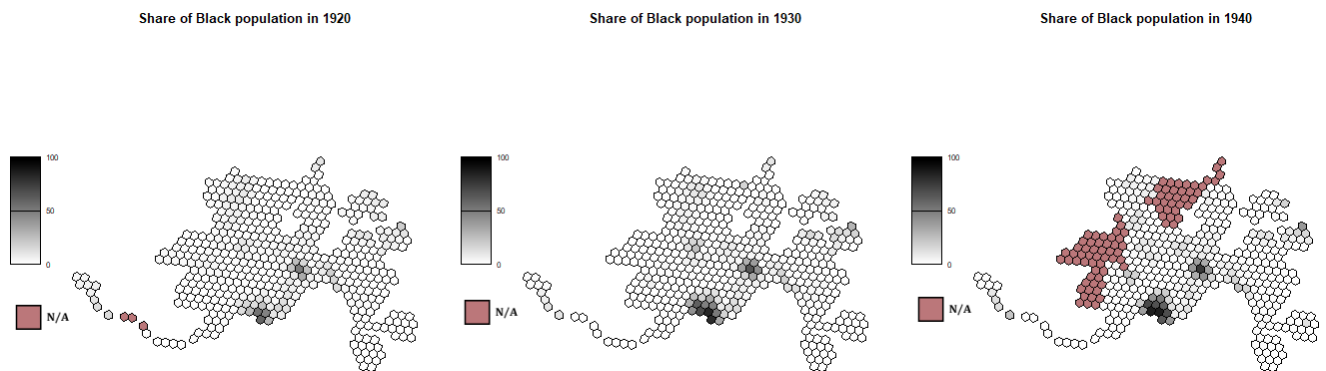 Share of Black population in 1920
100
50
0
N/A
Share of Black population in 1930
100
50
0
N/A
Share of Black population in 1940
100
50
0
N/A